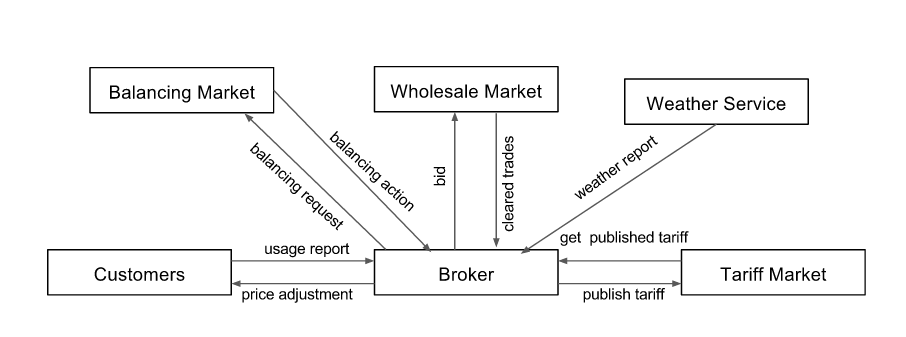 Balancing Market
Wholesale Market
Weather Service
balancing action
balancing request
bid
cleared trades
weather report
usage report
get published tariff
Customers
Broker
Tariff Market
price adjustment
publish tariff